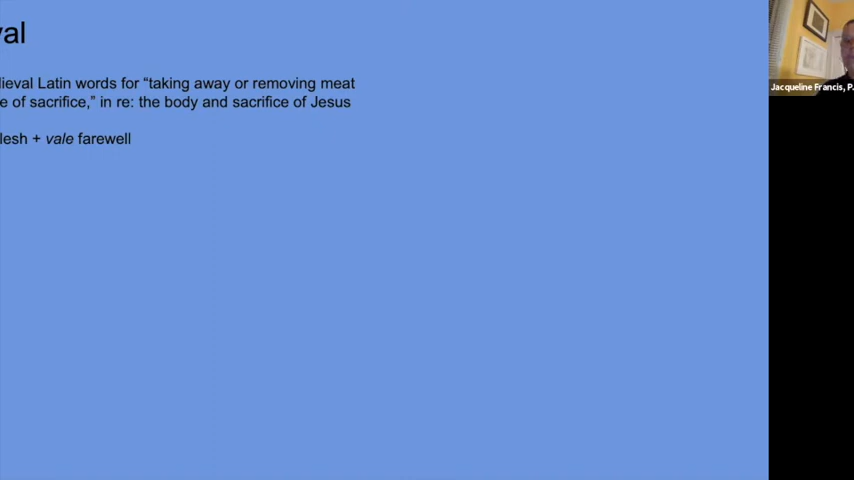 val
dieval Latin words for “taking away or removing meat
e of sacrifice,” in re: the body and sacrifice of Jesus
lesh + vale farewell
Jacqueline Francis, P.